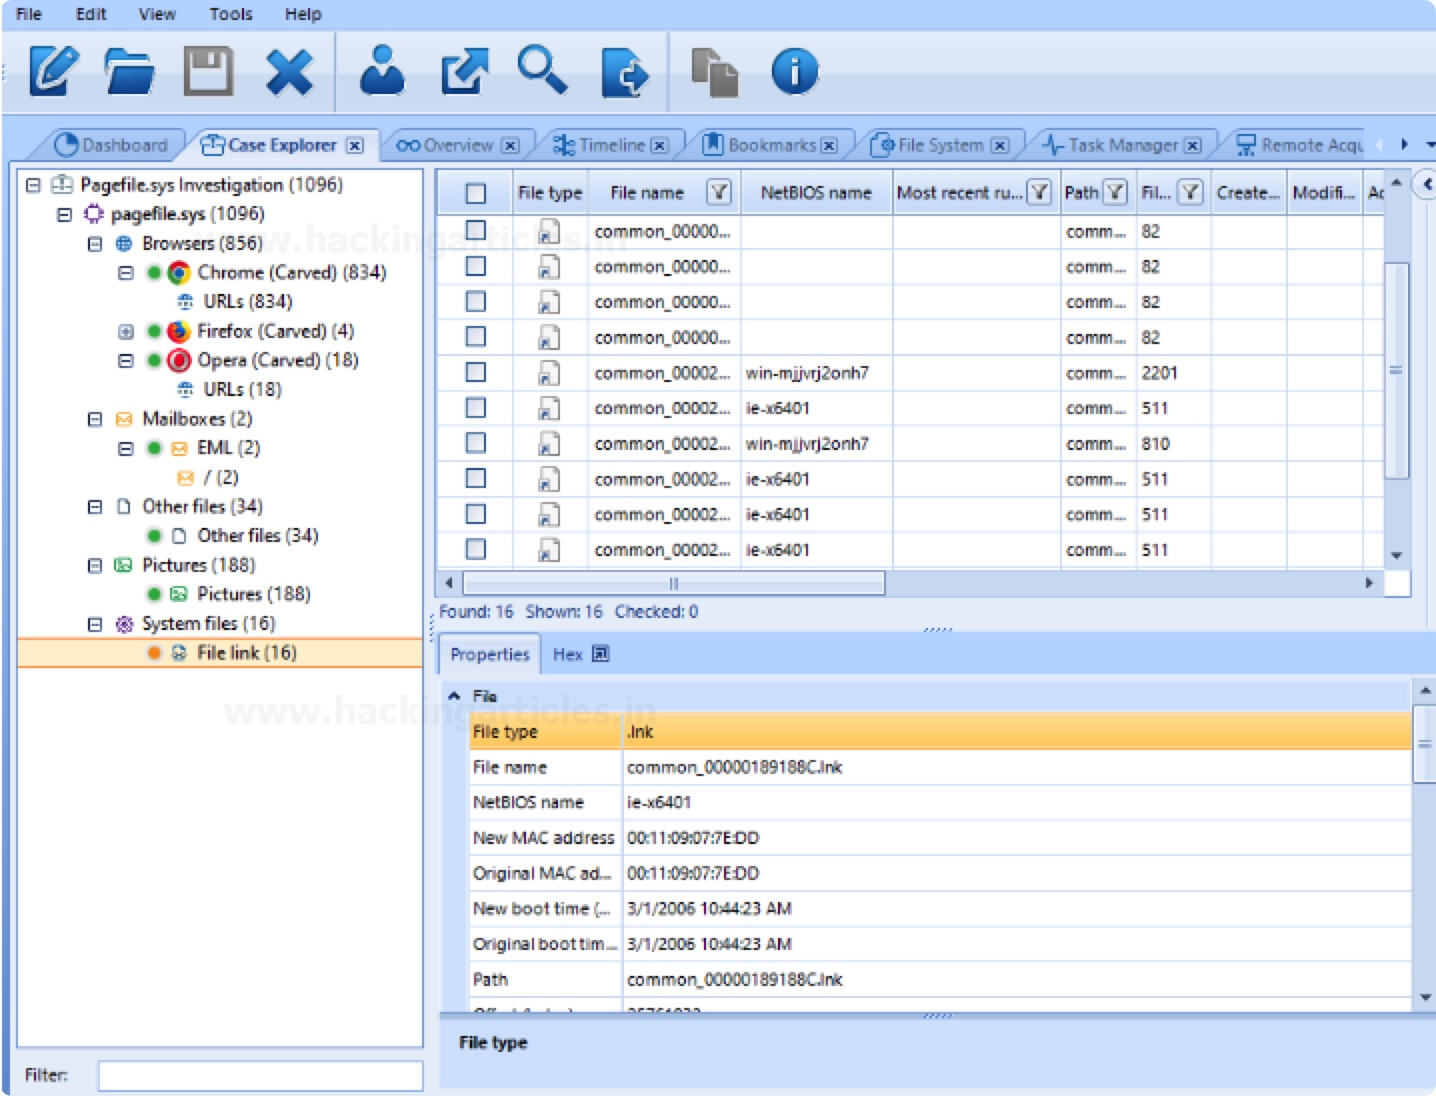 File Edit View Tools Help
Dashboard Case Explorer Overview Timeline Bookmarks File System Task Manager Remote Acqu
Pagefile.sys Investigation (1096)
pagefile.sys (1096)
Browsers (856)
Chrome (Carved) (834)
URLs (834)
Firefox (Carved) (4)
Opera (Carved) (18)
URLs (18)
Mailboxes (2)
EML (2)
/ (2)
Other files (34)
Other files (34)
Pictures (188)
Pictures (188)
System files (16)
File link (16)
Filter:
File type File name NetBIOS name Most recent ru... Path Fil... Create... Modifi... Ac
common_00000... comm... 82
common_00000... comm... 82
common_00000... comm... 82
common_00000... comm... 82
common_00002... win-mjjvrj2onh7 comm... 2201
common_00002... ie-x6401 comm... 511
common_00002... win-mjjvrj2onh7 comm... 810
common_00002... ie-x6401 comm... 511
common_00002... ie-x6401 comm... 511
common_00002... ie-x6401 comm... 511
Found: 16 Shown: 16 Checked: 0
Properties Hex
File
File type .lnk
File name common_00000189188C.lnk
NetBIOS name ie-x6401
New MAC address 00:11:09:07:7E:DD
Original MAC ad... 00:11:09:07:7E:DD
New boot time (... 3/1/2006 10:44:23 AM
Original boot tim... 3/1/2006 10:44:23 AM
Path common_00000189188C.lnk
File type
www.hackingarticles.in
www.hackingarticles.in